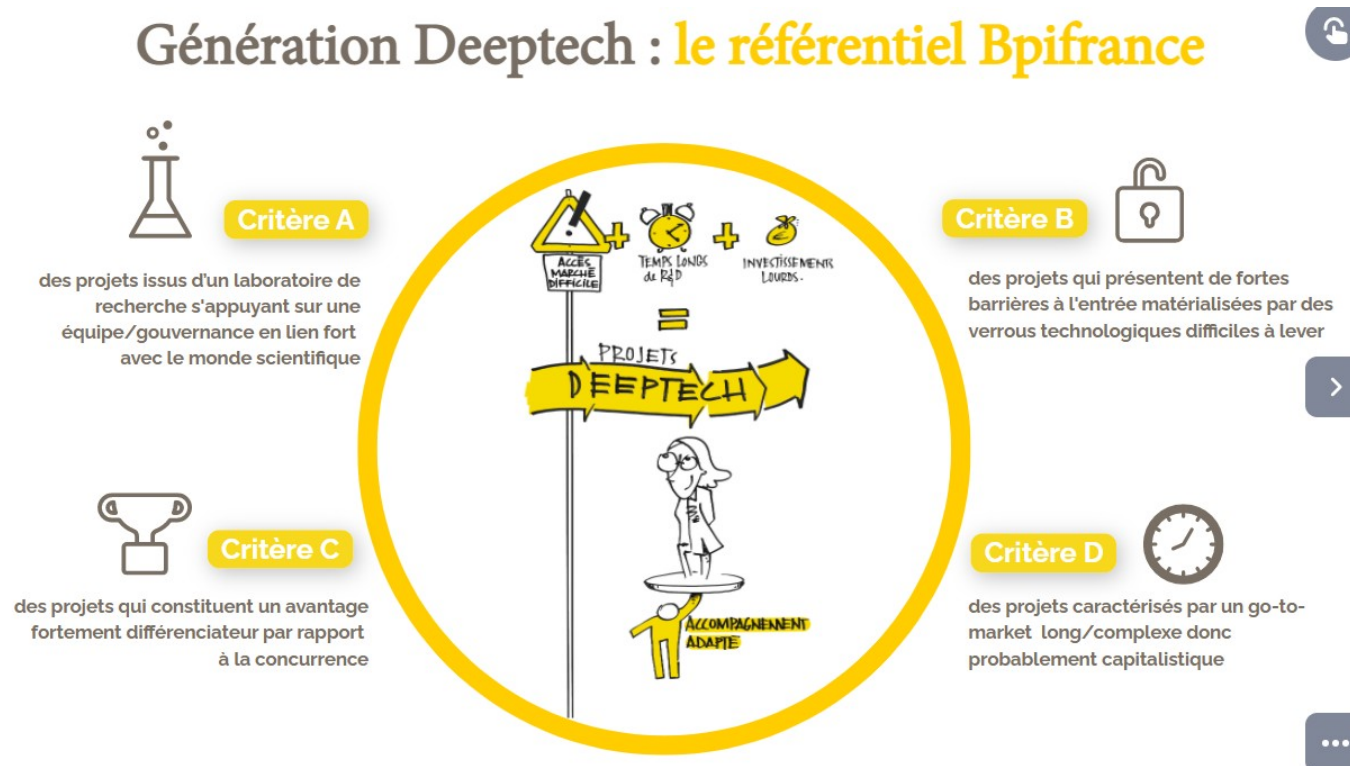 Génération Deeptech : le référentiel Bpifrance
Critère A
des projets issus d'un laboratoire de
recherche s'appuyant sur une
équipe/gouvernance en lien fort
avec le monde scientifique
Critère B
des projets qui présentent de fortes
barrières à l'entrée matérialisées par des
verrous technologiques difficiles à lever
ACCÈS
MARCHÉ
DIFFICILE
+
TEMPS LONGS
de R&D
+
INVESTISSEMENTS
LOURDS.
=
PROJETS
DEEPTECH
ACCOMPAGNEMENT
ADAPTÉ
Critère C
des projets qui constituent un avantage
fortement différenciateur par rapport
à la concurrence
Critère D
des projets caractérisés par un go-to-
market long/complexe donc
probablement capitalistique